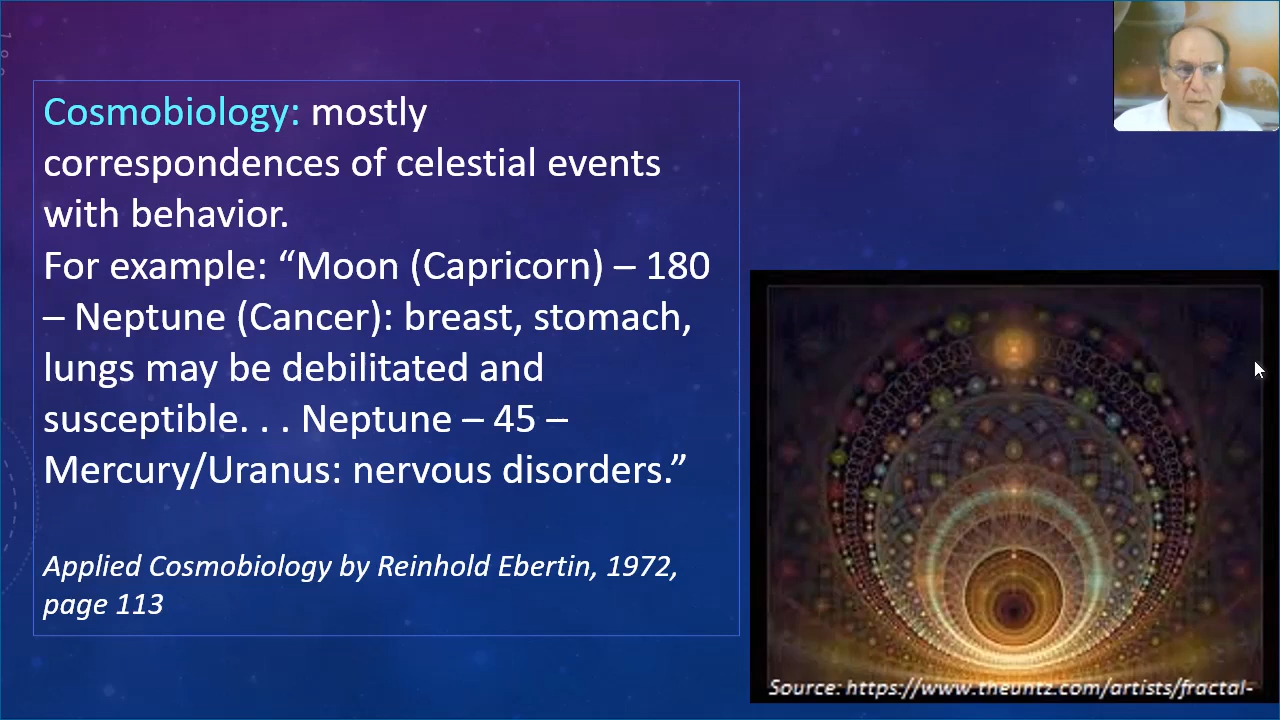 Cosmobiology: mostly
correspondences of celestial events
with behavior.
For example: “Moon (Capricorn) – 180
– Neptune (Cancer): breast, stomach,
lungs may be debilitated and
susceptible. . . Neptune – 45 –
Mercury/Uranus: nervous disorders.”
Applied Cosmobiology by Reinhold Ebertin, 1972,
page 113
Source: https://www.theuntz.com/artists/fractal-